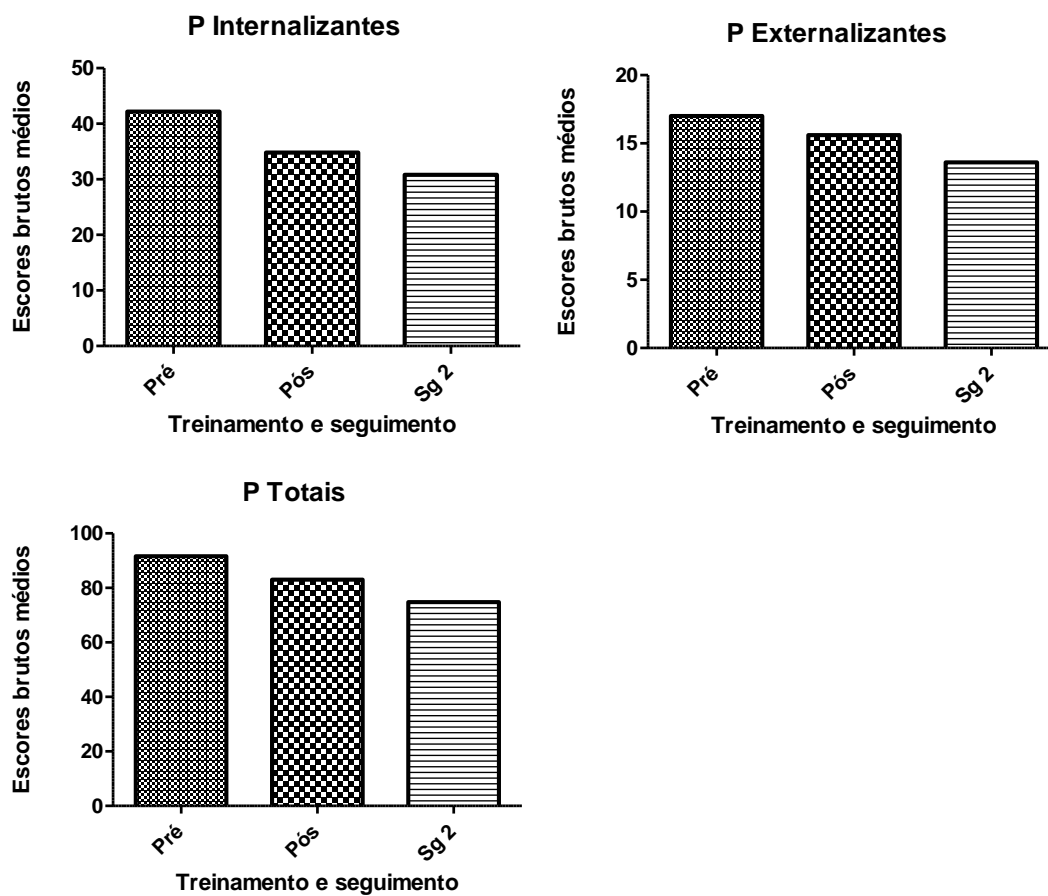 P Internalizantes
Escores brutos médios
50
40
30
20
10
0
Pré
Pós
Sg 2
Treinamento e seguimento
P Externalizantes
Escores brutos médios
20
15
10
5
0
Pré
Pós
Sg 2
Treinamento e seguimento
P Totais
Escores brutos médios
100
80
60
40
20
0
Pré
Pós
Sg 2
Treinamento e seguimento